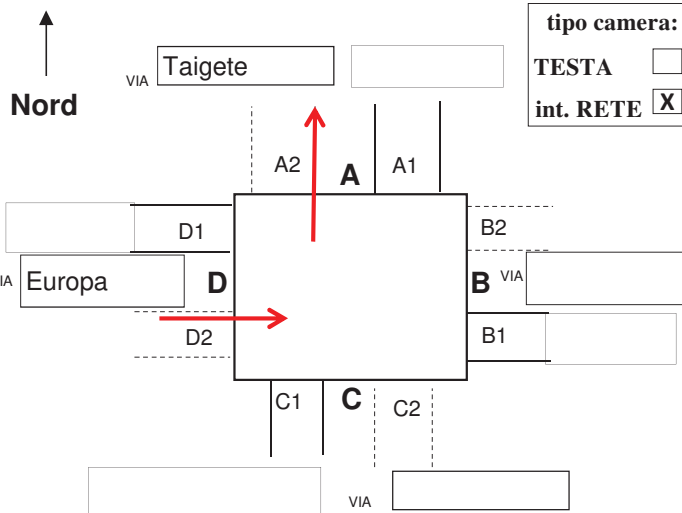 Nord
VIA Taigete
tipo camera:
TESTA
int. RETE X
A2
A
A1
D1
B2
IA Europa
D
B
VIA
D2
B1
C1
C
C2
VIA